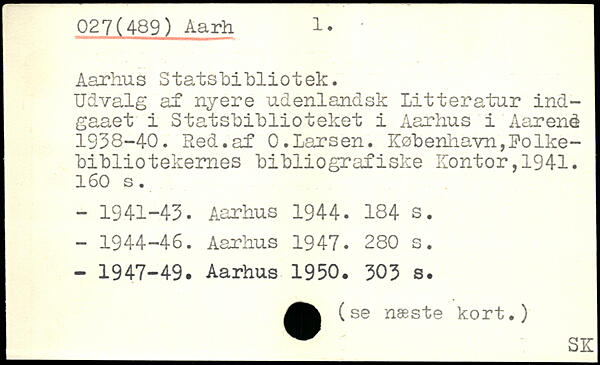 027(489) Aarh 1.
Aarhus Statsbibliotek.
Udvalg af nyere udenlandsk Litteratur ind-
gaaet i Statsbiblioteket i Aarhus i Aarene
1938-40. Red.af O.Larsen. København,Folke-
bibliotekernes bibliografiske Kontor,1941.
160 s.
- 1941-43. Aarhus 1944. 184 s.
- 1944-46. Aarhus 1947. 280 s.
- 1947-49. Aarhus 1950. 303 s.
(se næste kort.)
SK